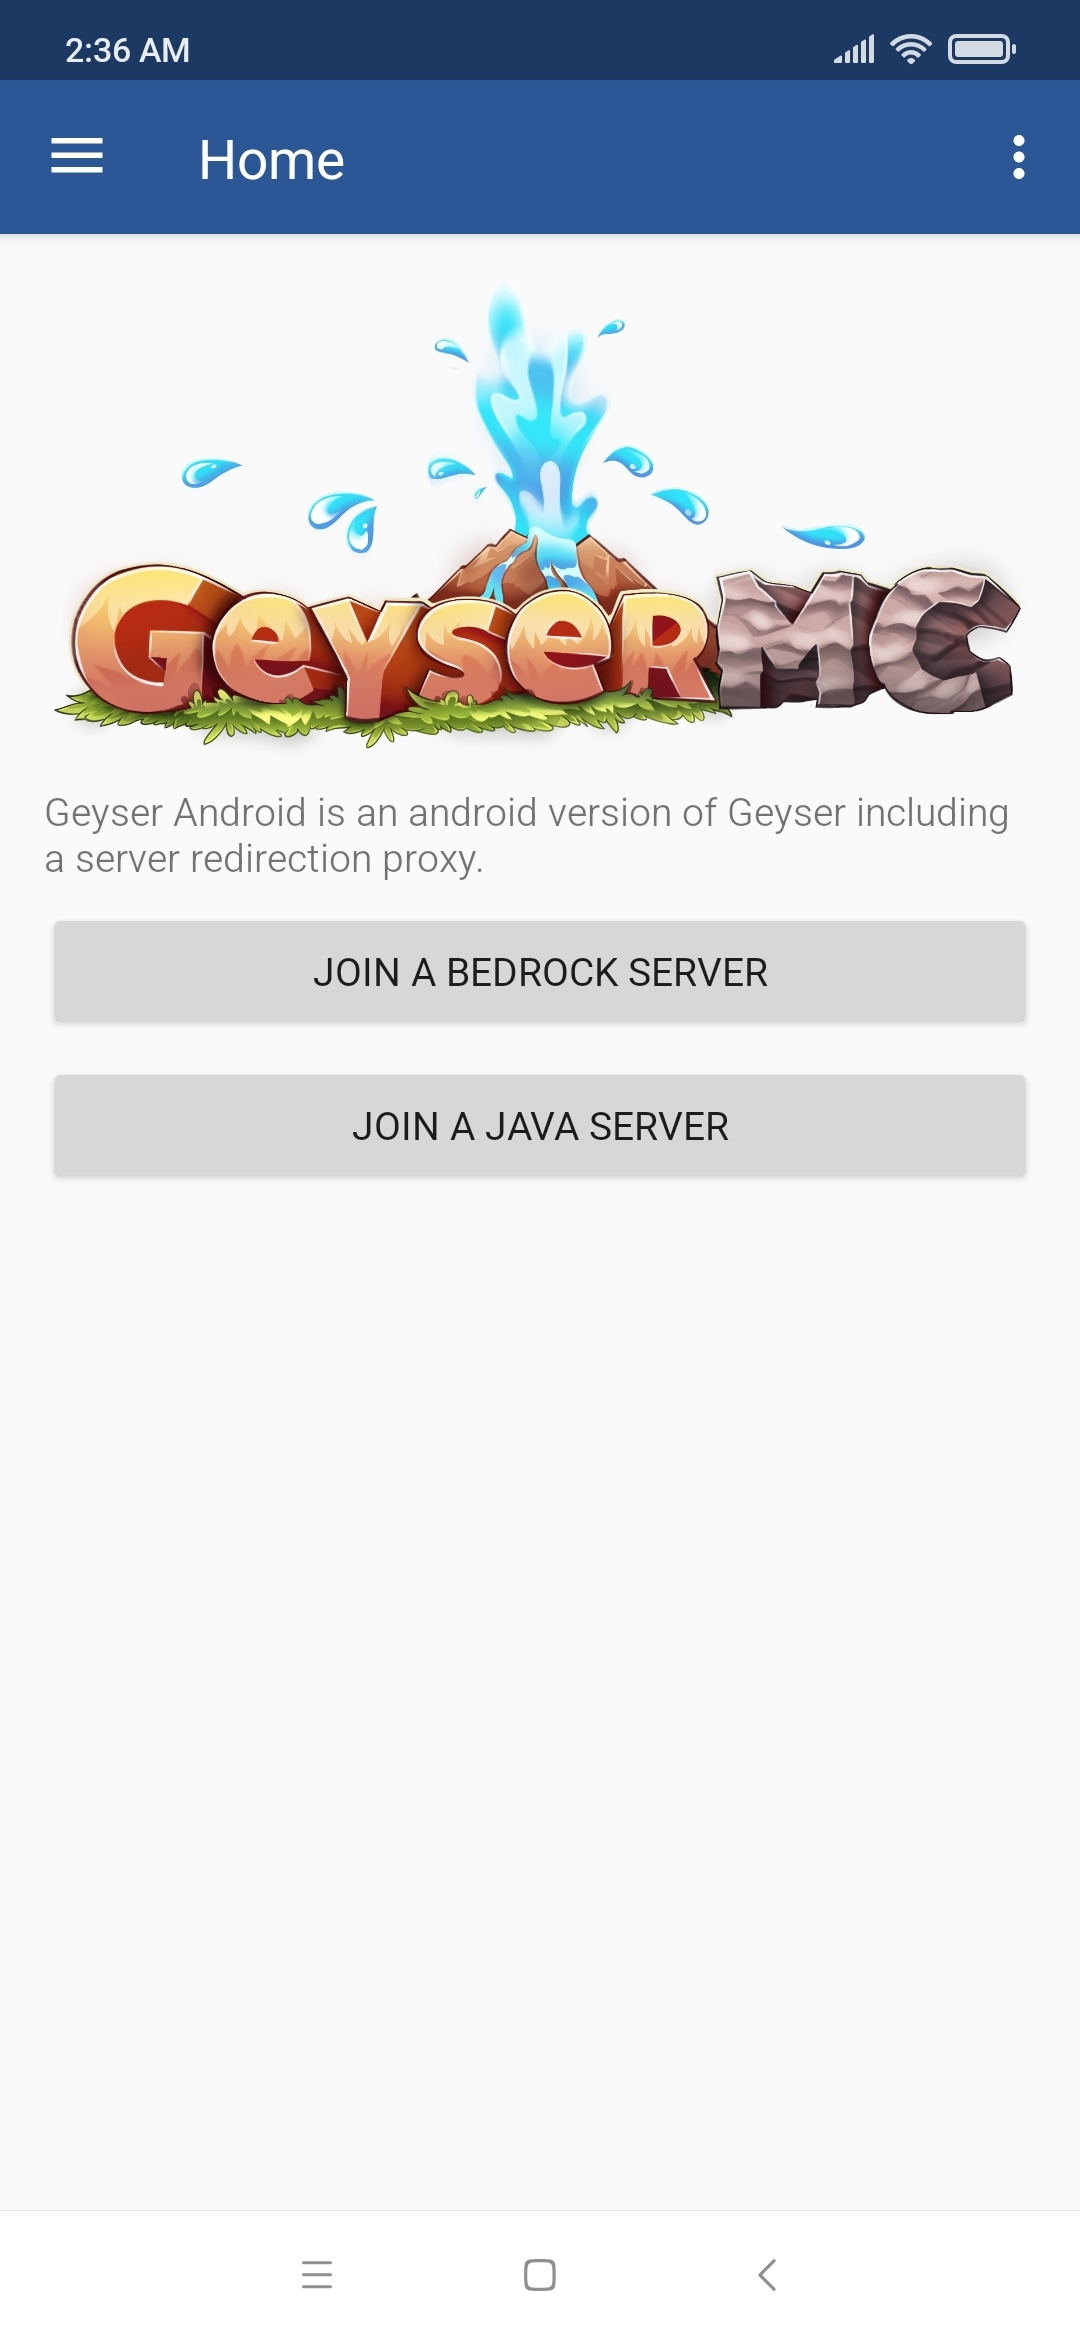 2:36 AM
Home
GEYSERMC
Geyser Android is an android version of Geyser including
a server redirection proxy.
JOIN A BEDROCK SERVER
JOIN A JAVA SERVER